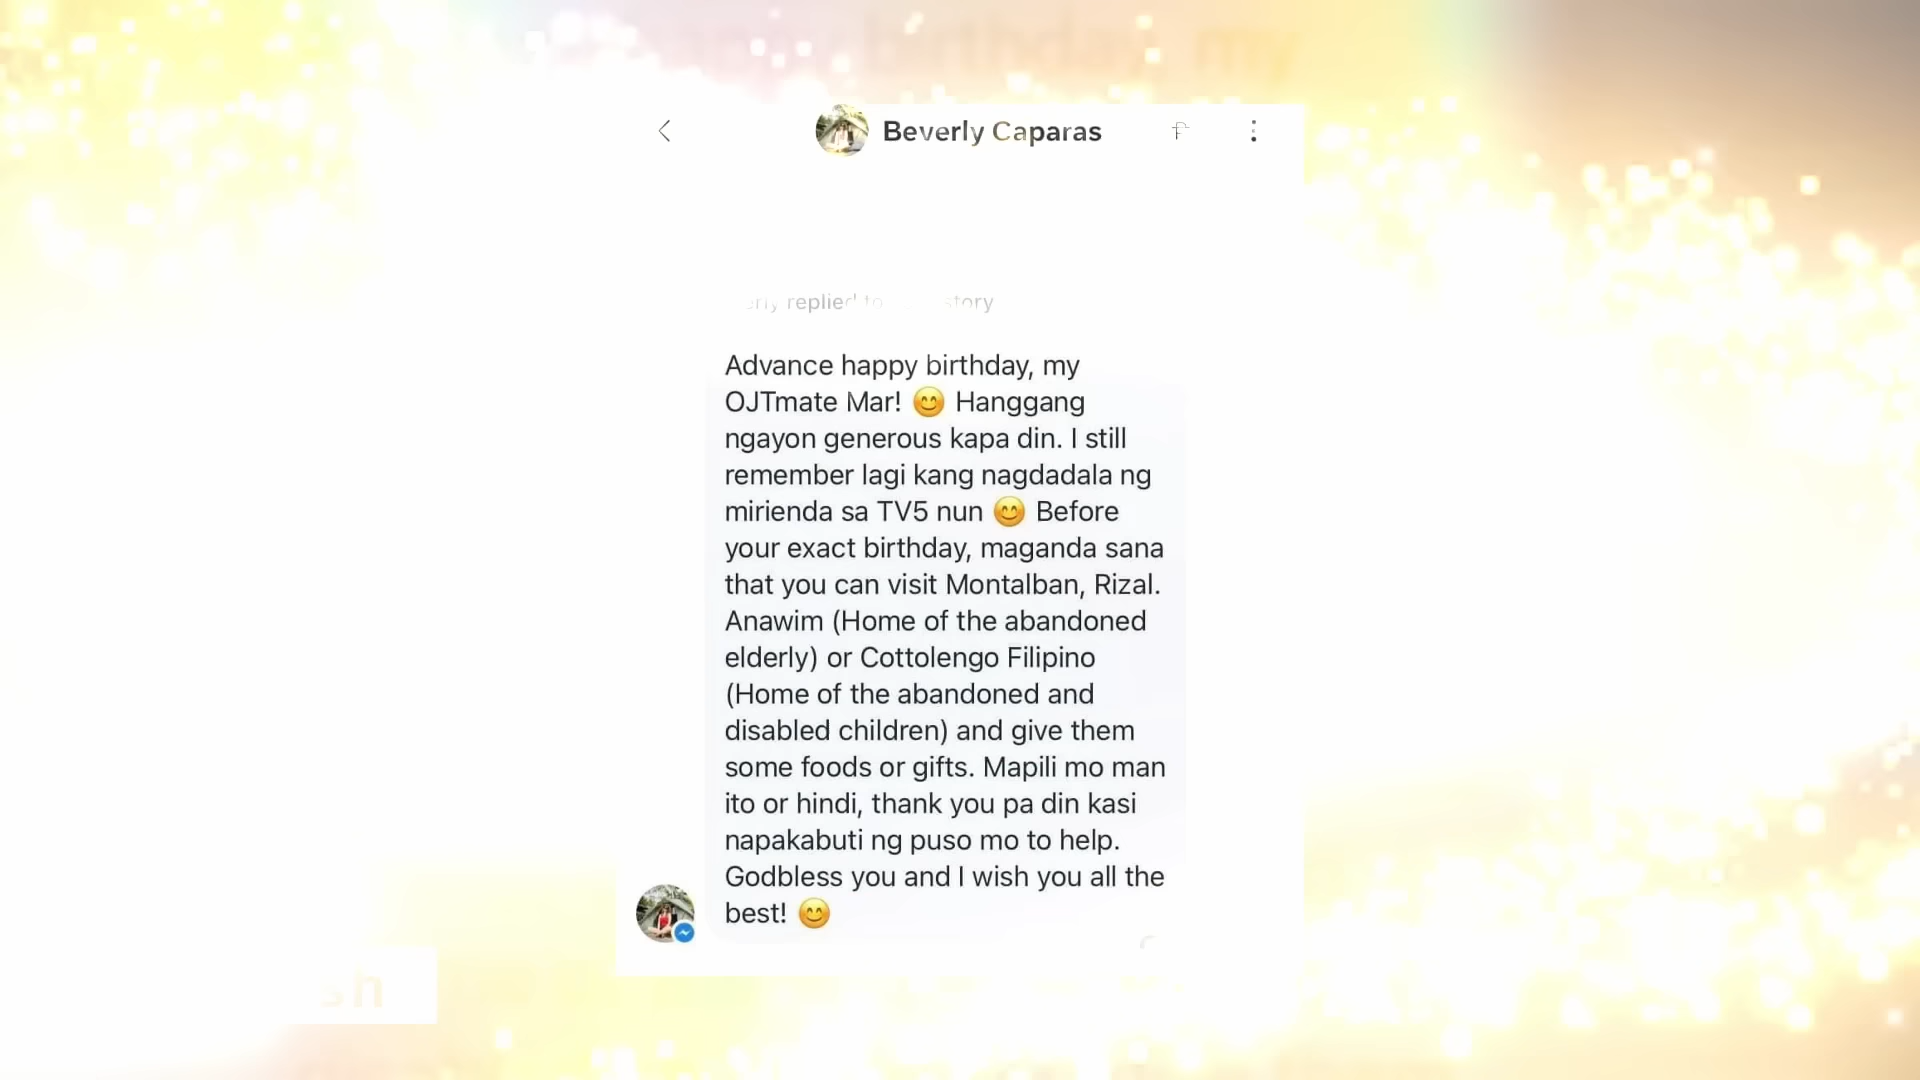 Beverly Caparas
replied to story
Advance happy birthday, my
OJTmate Mar! 😊 Hanggang
ngayon generous kapa din. I still
remember lagi kang nagdadala ng
mirienda sa TV5 nun 😊 Before
your exact birthday, maganda sana
that you can visit Montalban, Rizal.
Anawim (Home of the abandoned
elderly) or Cottolengo Filipino
(Home of the abandoned and
disabled children) and give them
some foods or gifts. Mapili mo man
ito or hindi, thank you pa din kasi
napakabuti ng puso mo to help.
Godbless you and I wish you all the
best! 😊